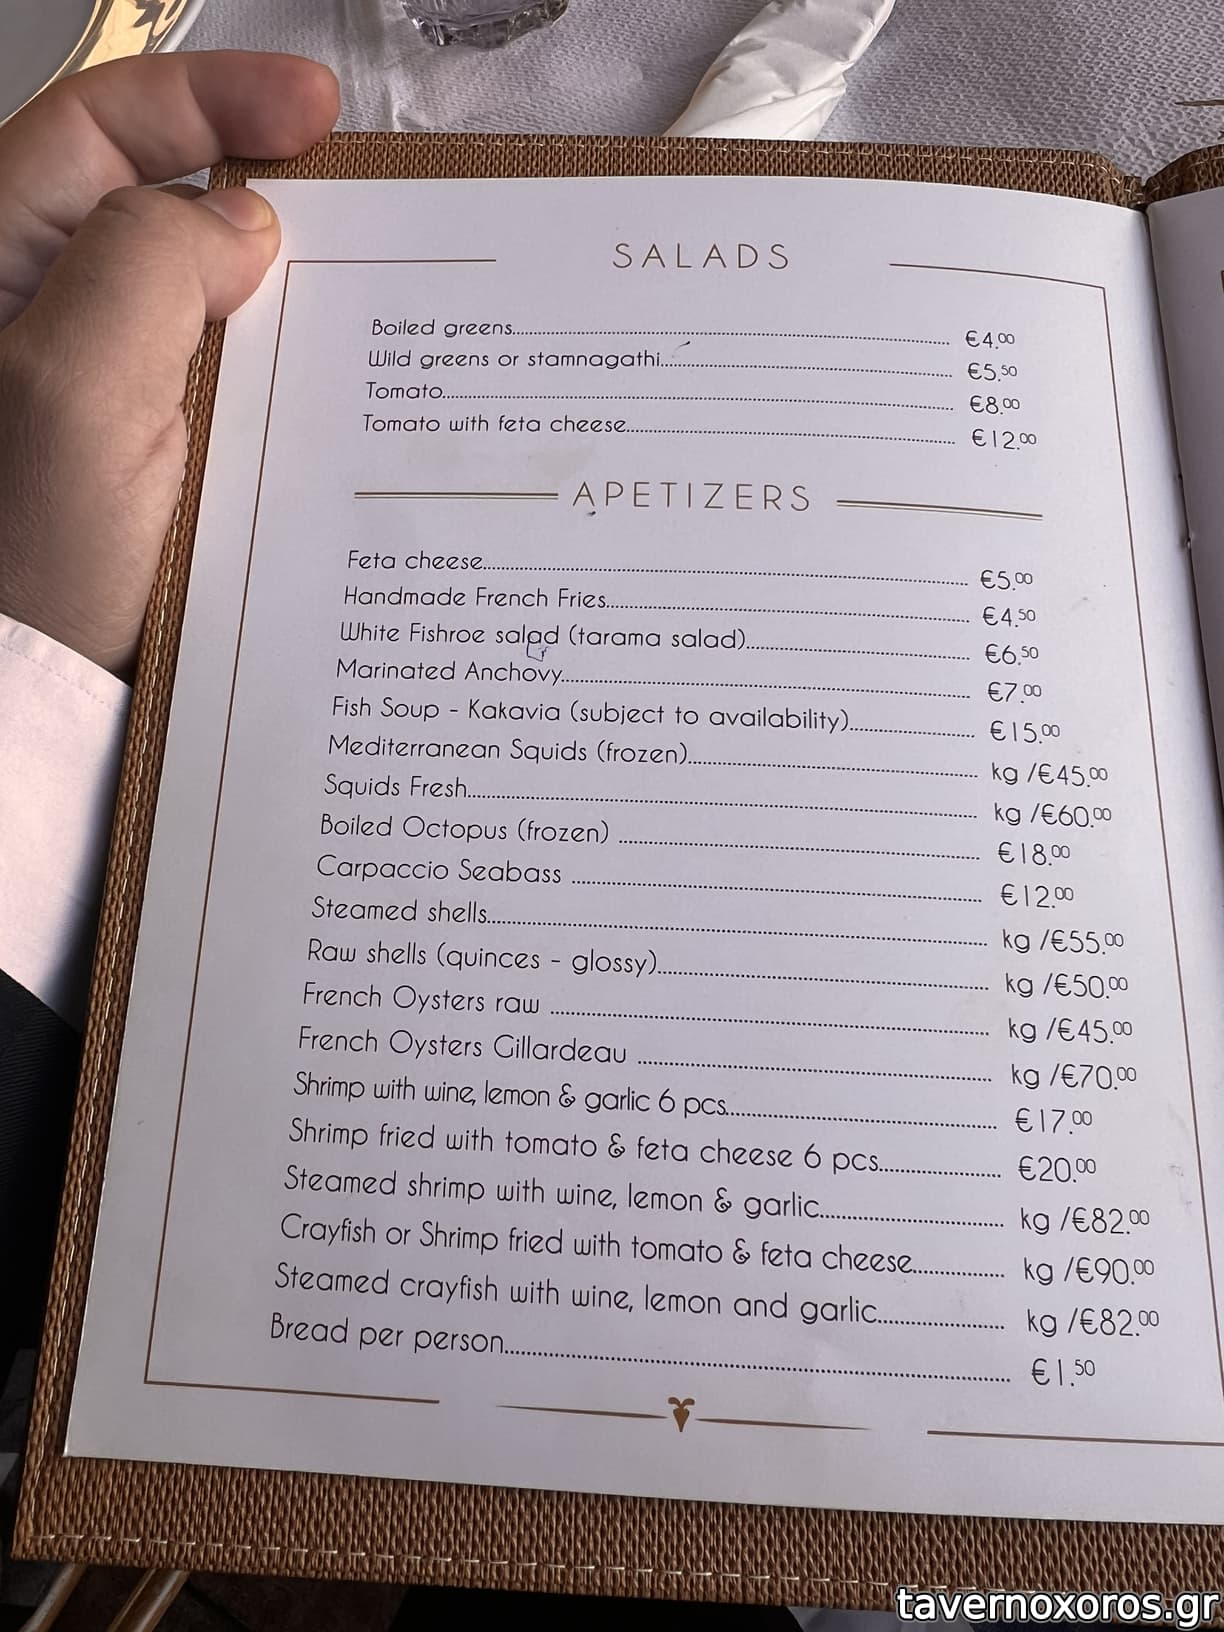 SALADS
Boiled greens €4.00
Wild greens or stamnagathi €5.50
Tomato €8.00
Tomato with feta cheese €12.00
APETIZERS
Feta cheese €5.00
Handmade French Fries €4.50
White Fishroe salad (tarama salad) €6.50
Marinated Anchovy €7.00
Fish Soup - Kakavia (subject to availability) €15.00
Mediterranean Squids (frozen) kg /€45.00
Squids Fresh kg /€60.00
Boiled Octopus (frozen) €18.00
Carpaccio Seabass €12.00
Steamed shells kg /€55.00
Raw shells (quinces - glossy) kg /€50.00
French Oysters raw kg /€45.00
French Oysters Gillardeau kg /€70.00
Shrimp with wine, lemon & garlic 6 pcs €17.00
Shrimp fried with tomato & feta cheese 6 pcs €20.00
Steamed shrimp with wine, lemon & garlic kg /€82.00
Crayfish or Shrimp fried with tomato & feta cheese kg /€90.00
Steamed crayfish with wine, lemon and garlic kg /€82.00
Bread per person €1.50
tavernoxoros.gr